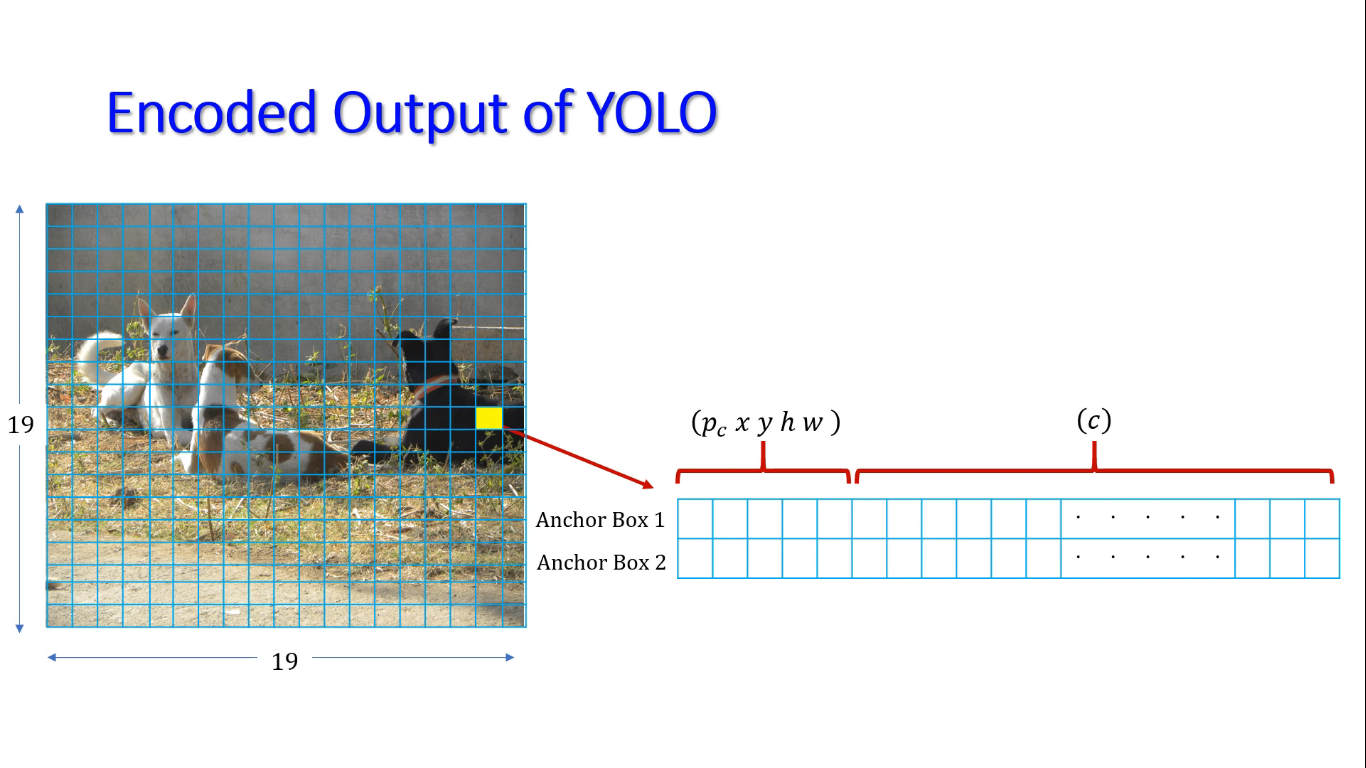 Encoded Output of YOLO
19
(p_c x y h w )
(c)
Anchor Box 1
. . . . .
Anchor Box 2
. . . . .
19